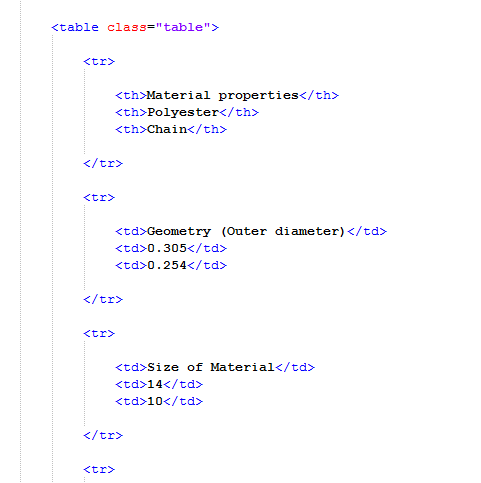 <table class="table">
<tr>
<th>Material properties</th>
<th>Polyester</th>
<th>Chain</th>
</tr>
<tr>
<td>Geometry (Outer diameter)</td>
<td>0.305</td>
<td>0.254</td>
</tr>
<tr>
<td>Size of Material</td>
<td>14</td>
<td>10</td>
</tr>
<tr>